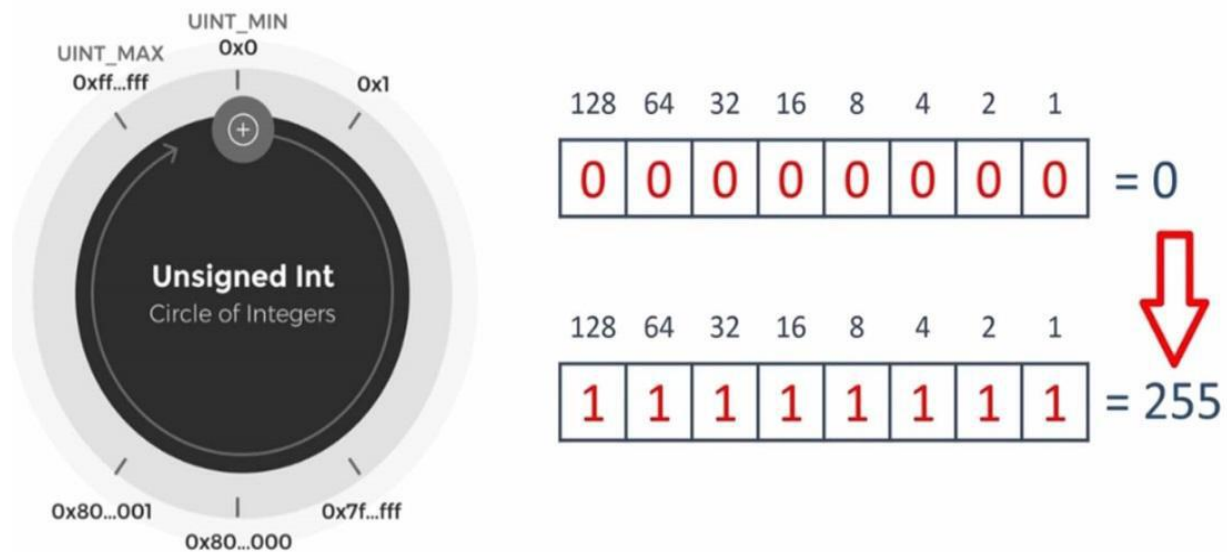 UINT_MIN
0x0
UINT_MAX
0xff...fff
0x1
Unsigned Int
Circle of Integers
0x80...001
0x80...000
0x7f...fff
128 64 32 16 8 4 2 1
0 0 0 0 0 0 0 0 = 0
128 64 32 16 8 4 2 1
1 1 1 1 1 1 1 1 = 255